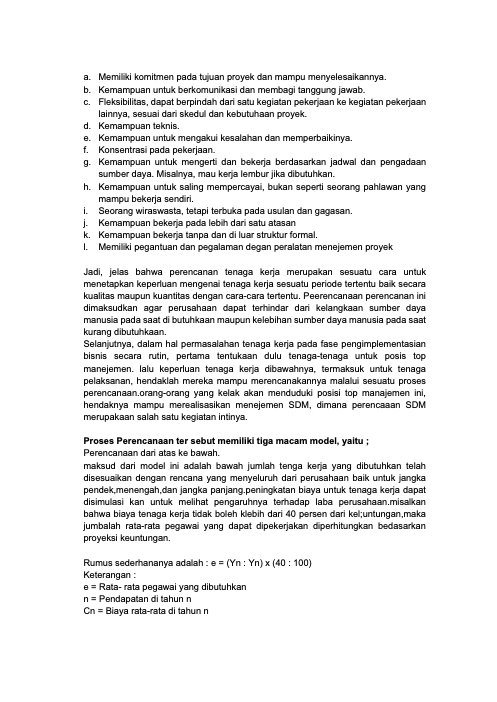 a. Memiliki komitmen pada tujuan proyek dan mampu menyelesaikannya.
b. Kemampuan untuk berkomunikasi dan membagi tanggung jawab.
c. Fleksibilitas, dapat berpindah dari satu kegiatan pekerjaan ke kegiatan pekerjaan
lainnya, sesuai dari skedul dan kebutuhaan proyek.
d. Kemampuan teknis.
e. Kemampuan untuk mengakui kesalahan dan memperbaikinya.
f. Konsentrasi pada pekerjaan.
g. Kemampuan untuk mengerti dan bekerja berdasarkan jadwal dan pengadaan
sumber daya. Misalnya, mau kerja lembur jika dibutuhkan.
h. Kemampuan untuk saling mempercayai, bukan seperti seorang pahlawan yang
mampu bekerja sendiri.
i. Seorang wiraswasta, tetapi terbuka pada usulan dan gagasan.
j. Kemampuan bekerja pada lebih dari satu atasan
k. Kemampuan bekerja tanpa dan di luar struktur formal.
l. Memiliki pegantuan dan pegalaman degan peralatan menejemen proyek
Jadi, jelas bahwa perencanan tenaga kerja merupakan sesuatu cara untuk
menetapkan keperluan mengenai tenaga kerja sesuatu periode tertentu baik secara
kualitas maupun kuantitas dengan cara-cara tertentu. Peerencanaan perencanan ini
dimaksudkan agar perusahaan dapat terhindar dari kelangkaan sumber daya
manusia pada saat di butuhkaan maupun kelebihan sumber daya manusia pada saat
kurang dibutuhkaan.
Selanjutnya, dalam hal permasalahan tenaga kerja pada fase pengimplementasian
bisnis secara rutin, pertama tentukaan dulu tenaga-tenaga untuk posis top
manejemen. lalu keperluan tenaga kerja dibawahnya, termaksuk untuk tenaga
pelaksanan, hendaklah mereka mampu merencanakannya malalui sesuatu proses
perencanaan.orang-orang yang kelak akan menduduki posisi top manajemen ini,
hendaknya mampu merealisasikan menejemen SDM, dimana perencaaan SDM
merupakaan salah satu kegiatan intinya.
Proses Perencanaan ter sebut memiliki tiga macam model, yaitu ;
Perencanaan dari atas ke bawah.
maksud dari model ini adalah bawah jumlah tenga kerja yang dibutuhkan telah
disesuaikan dengan rencana yang menyeluruh dari perusahaan baik untuk jangka
pendek,menengah,dan jangka panjang.peningkatan biaya untuk tenaga kerja dapat
disimulasi kan untuk melihat pengaruhnya terhadap laba perusahaan.misalkan
bahwa biaya tenaga kerja tidak boleh klebih dari 40 persen dari kel;untungan,maka
jumbalah rata-rata pegawai yang dapat dipekerjakan diperhitungkan bedasarkan
proyeksi keuntungan.
Rumus sederhananya adalah : e = (Yn : Yn) x (40 : 100)
Keterangan :
e = Rata- rata pegawai yang dibutuhkan
n = Pendapatan di tahun n
Cn = Biaya rata-rata di tahun n